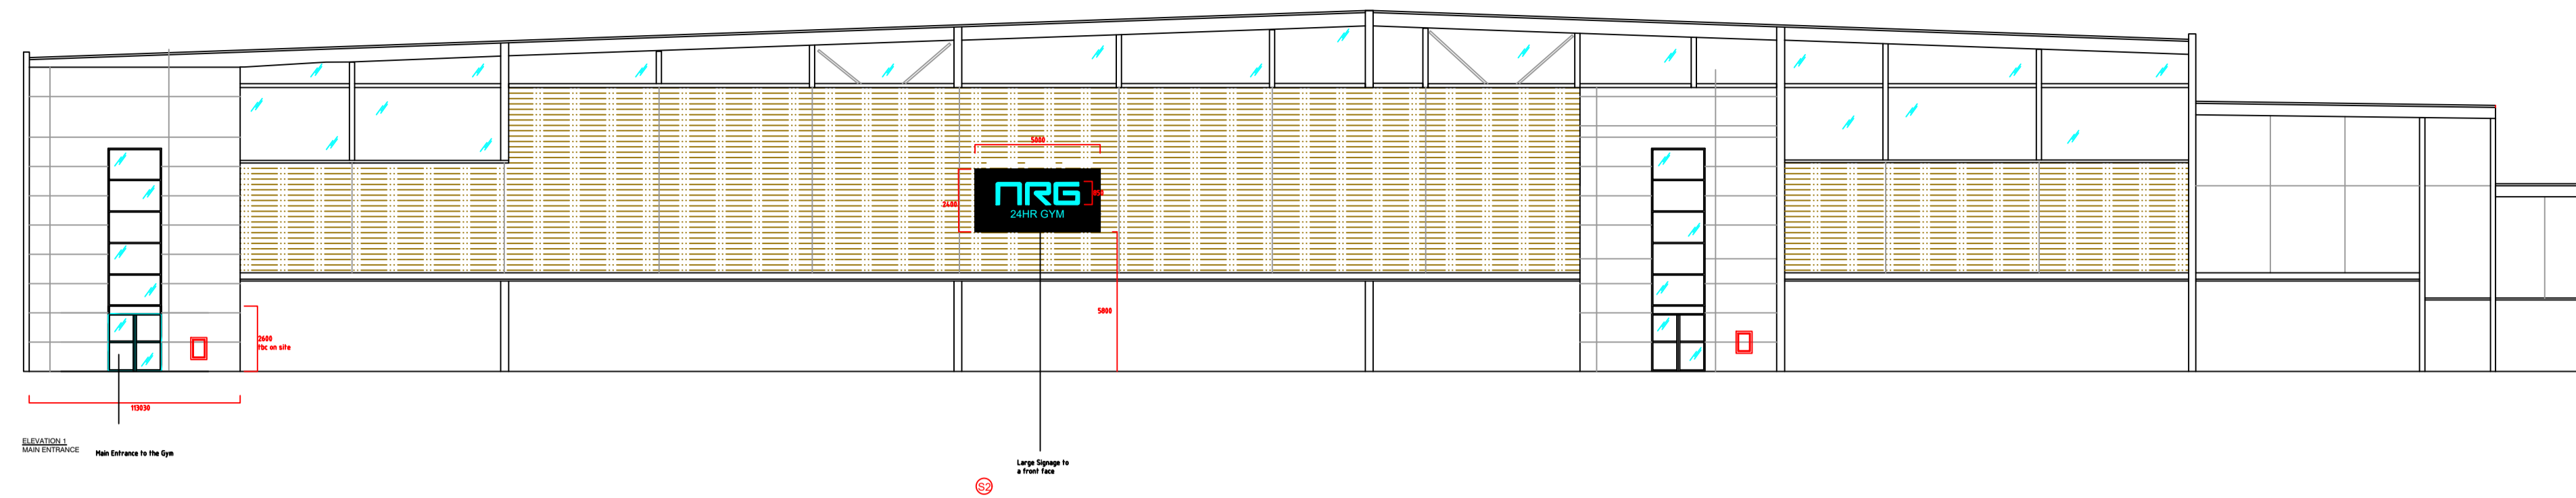 5000
NRG
24HR GYM
2400
5800
2600
tbc on site
113030
ELEVATION 1
MAIN ENTRANCE
Main Entrance to the Gym
Large Signage to
a front face
S2